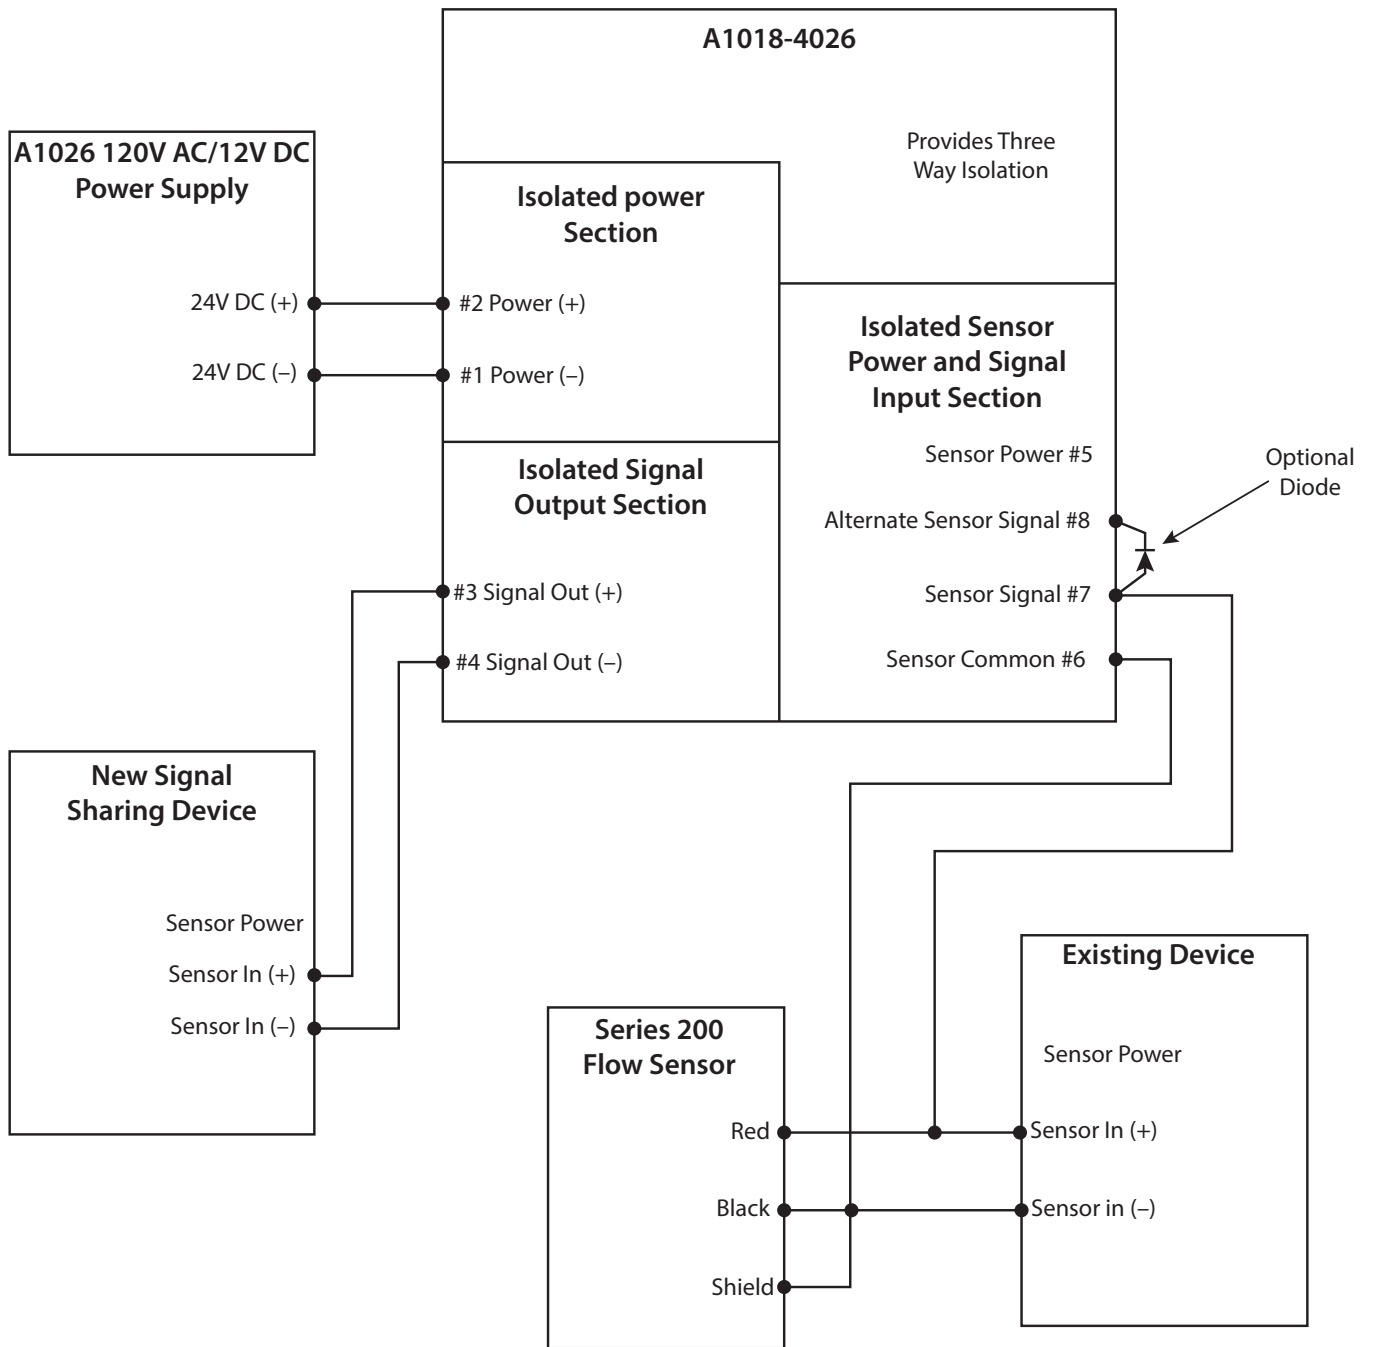 A1018-4026
Provides Three
Way Isolation
A1026 120V AC/12V DC
Power Supply
24V DC (+)
24V DC (–)
Isolated power
Section
#2 Power (+)
#1 Power (–)
Isolated Sensor
Power and Signal
Input Section
Sensor Power #5
Alternate Sensor Signal #8
Sensor Signal #7
Sensor Common #6
Optional
Diode
Isolated Signal
Output Section
#3 Signal Out (+)
#4 Signal Out (–)
New Signal
Sharing Device
Sensor Power
Sensor In (+)
Sensor In (–)
Series 200
Flow Sensor
Red
Black
Shield
Existing Device
Sensor Power
Sensor In (+)
Sensor in (–)